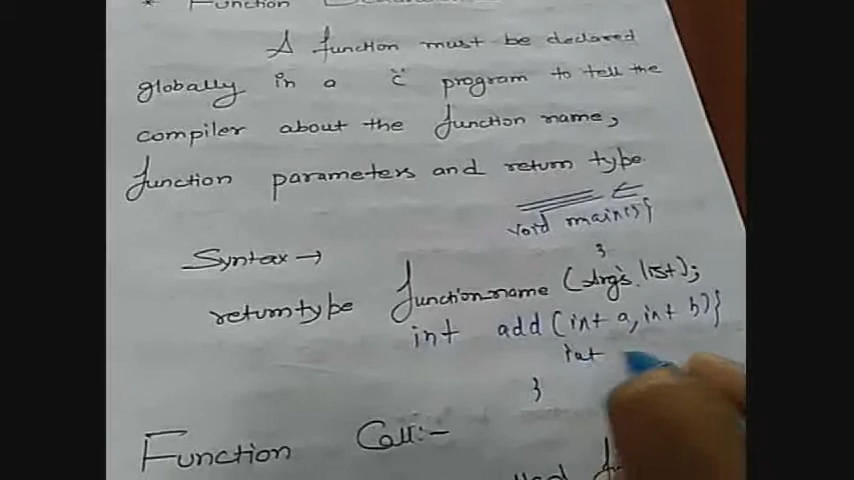 * Function
A function must be declared
globally in a "c" program to tell the
compiler about the function name,
function parameters and return type.
void main(){
}
Syntax →
returntype function_name (Args. list);
int add (int a, int b){
int
}
Function Call:-